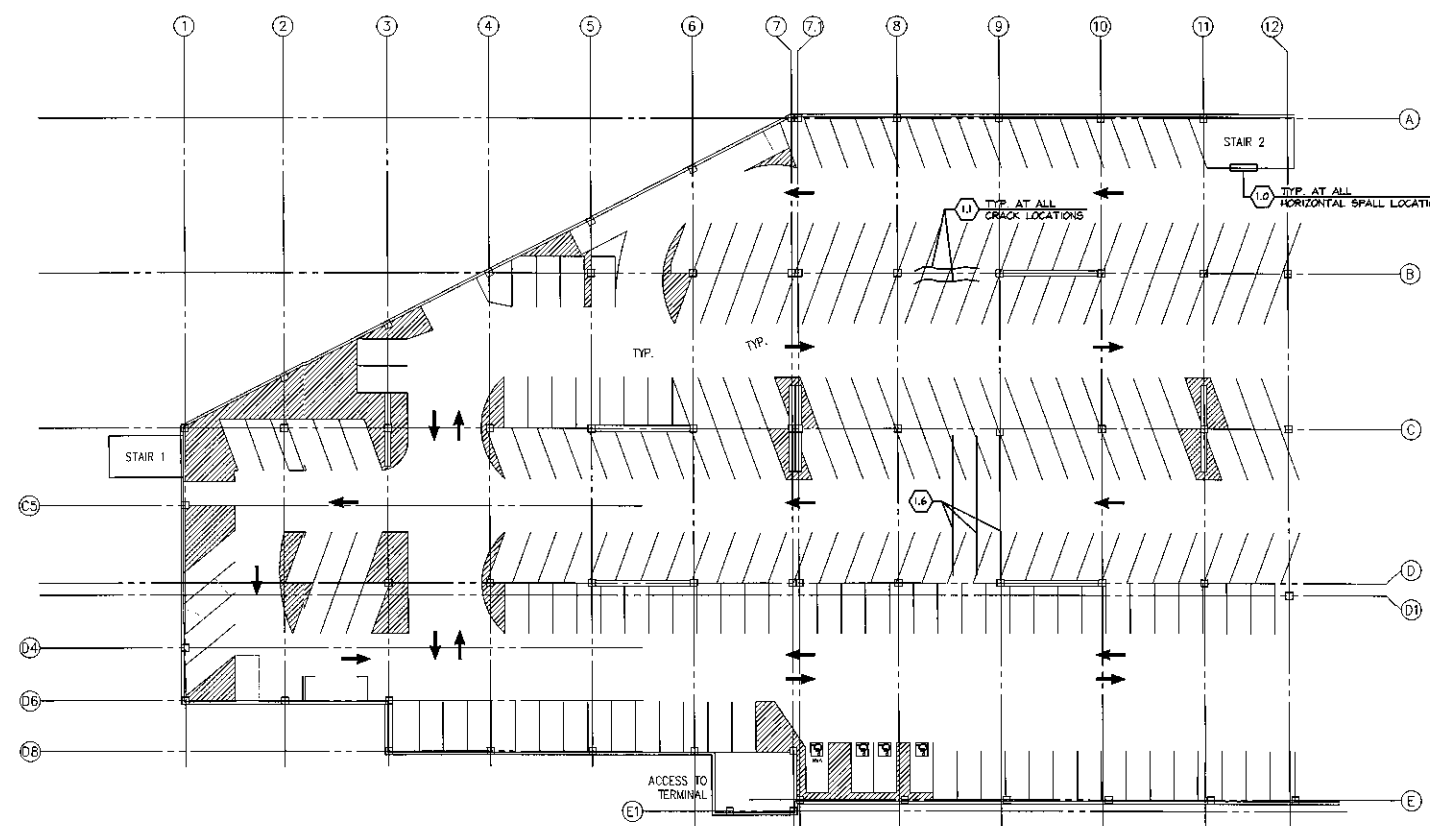 1 2 3 4 5 6 7 7.1 8 9 10 11 12
A
STAIR 2
1.0 TYP. AT ALL
HORIZONTAL SPALL LOCATI
1.1 TYP. AT ALL
CRACK LOCATIONS
B
TYP. TYP.
C
STAIR 1
C5
1.6
D
D1
D4
D6
D8
ACCESS TO
TERMINAL
E1
E